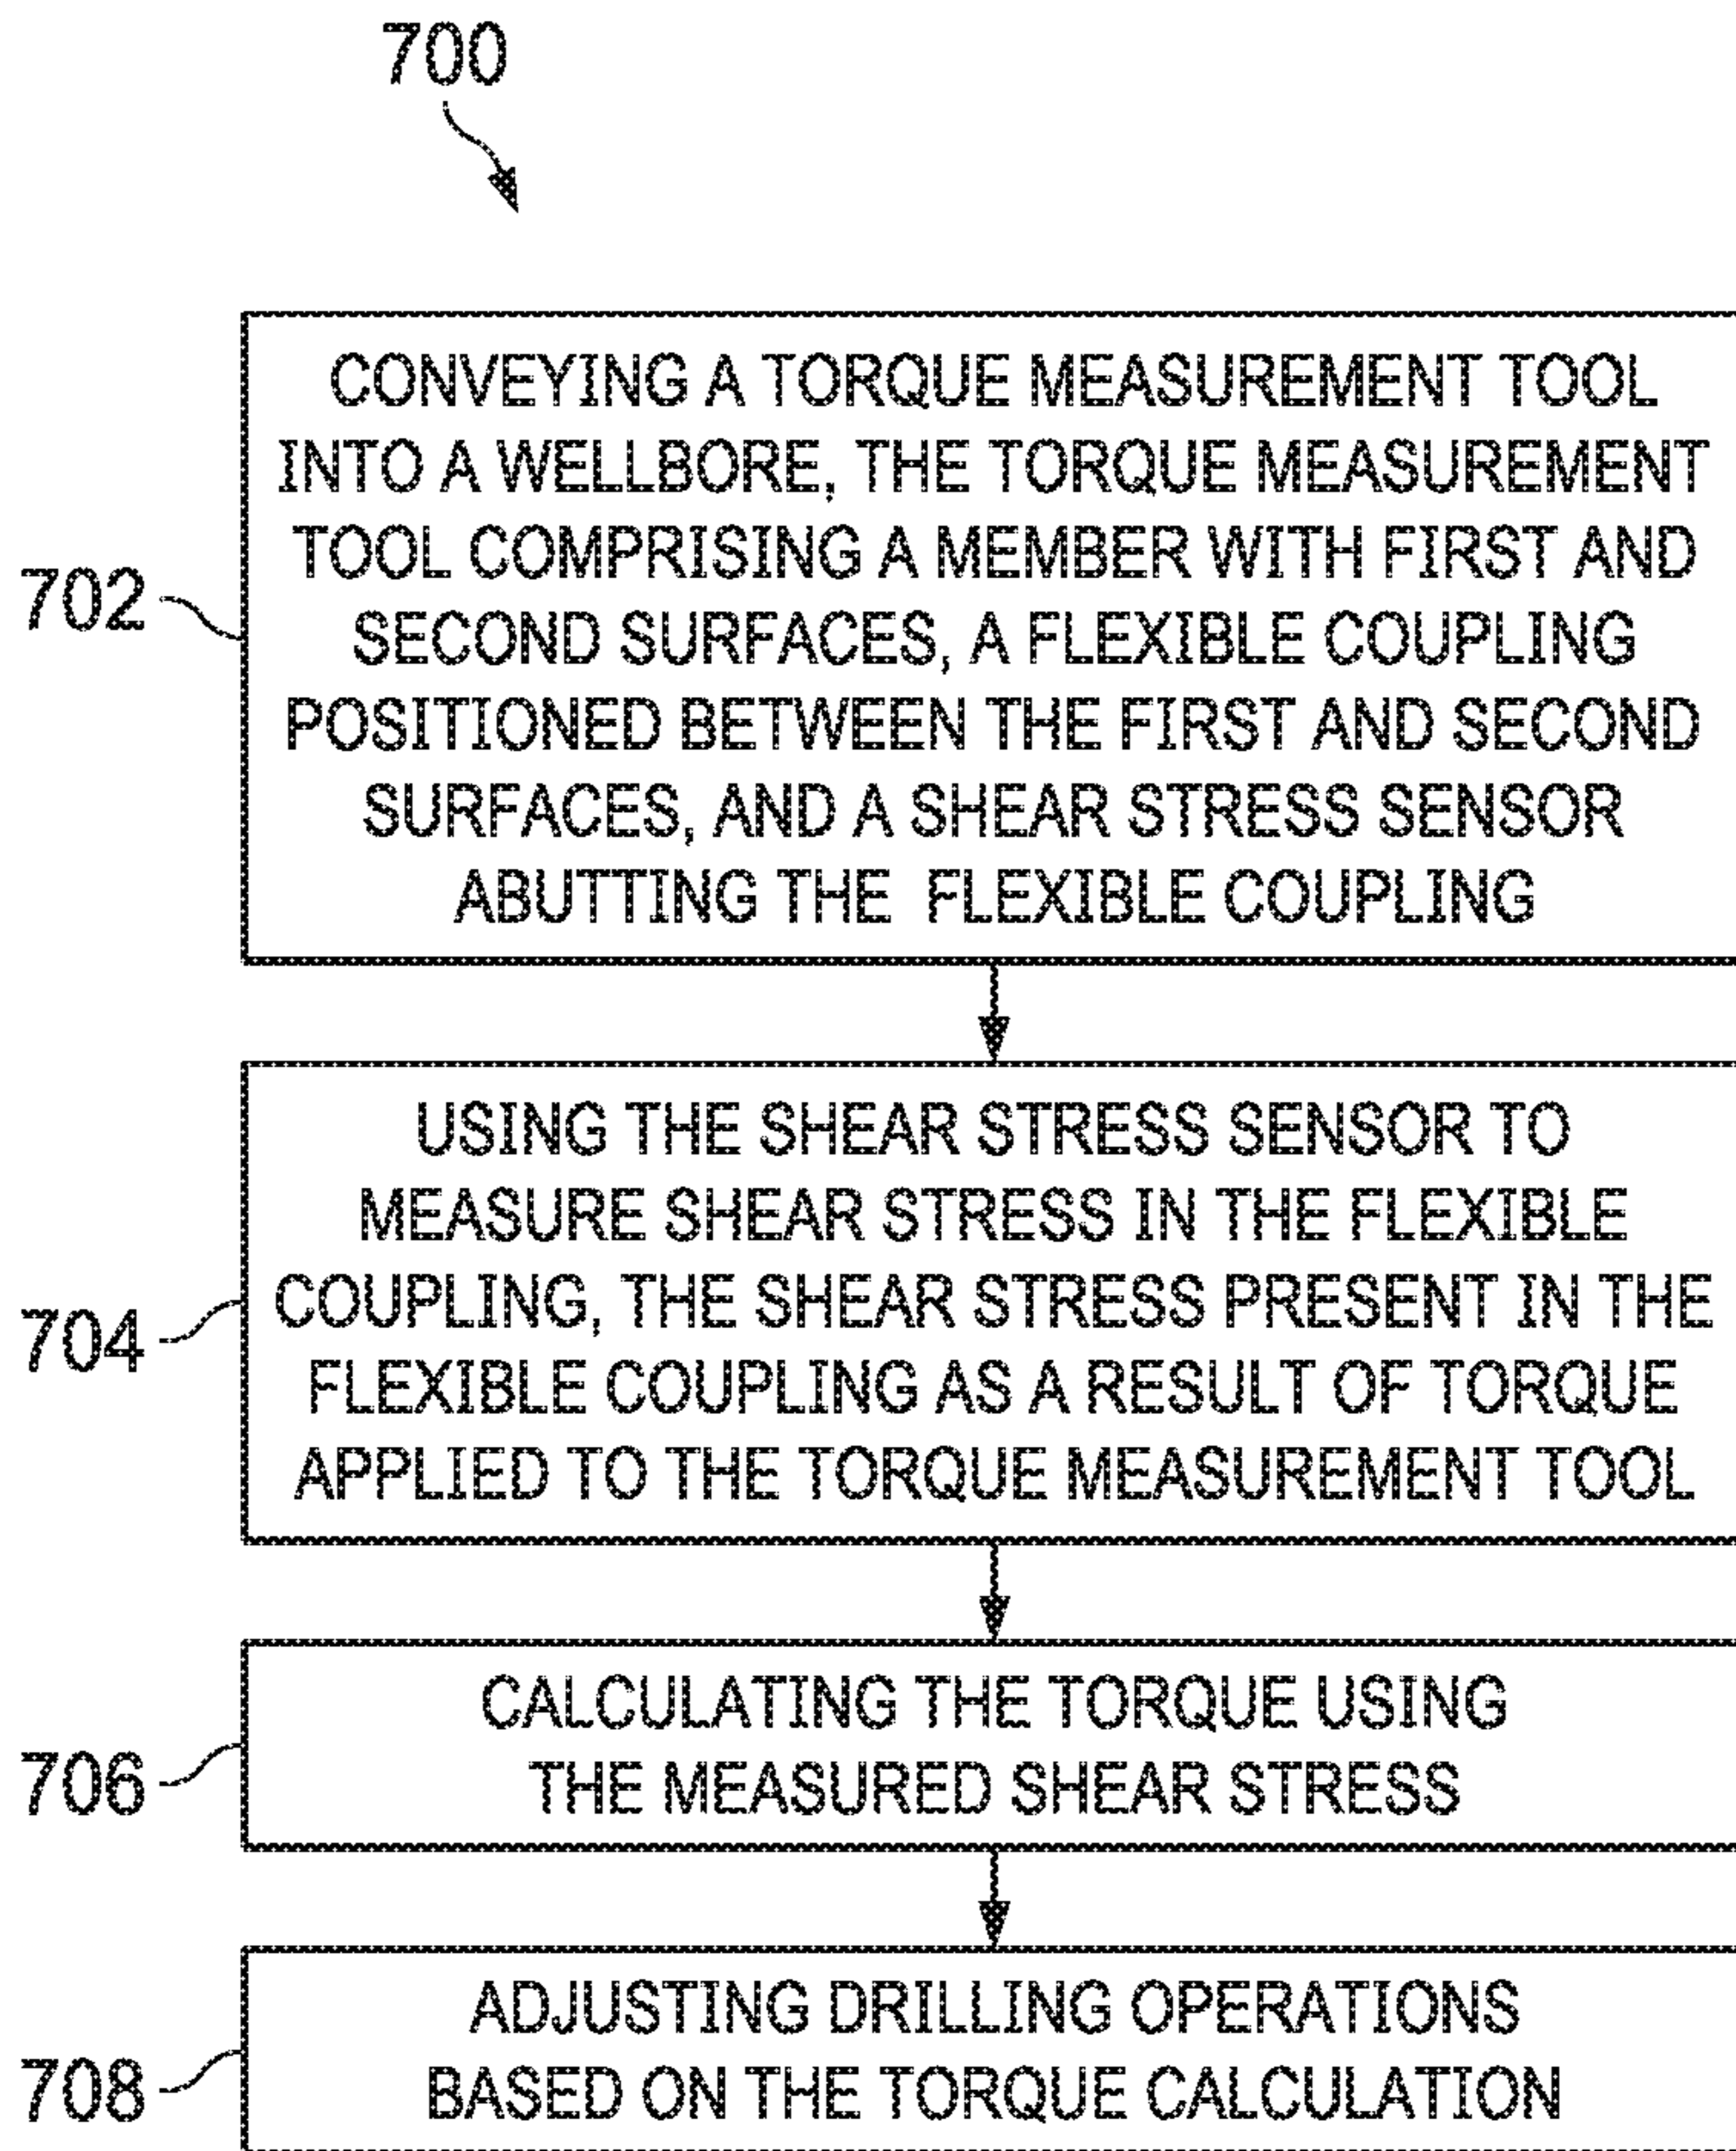 700
702
CONVEYING A TORQUE MEASUREMENT TOOL
INTO A WELLBORE, THE TORQUE MEASUREMENT
TOOL COMPRISING A MEMBER WITH FIRST AND
SECOND SURFACES, A FLEXIBLE COUPLING
POSITIONED BETWEEN THE FIRST AND SECOND
SURFACES, AND A SHEAR STRESS SENSOR
ABUTTING THE FLEXIBLE COUPLING
704
USING THE SHEAR STRESS SENSOR TO
MEASURE SHEAR STRESS IN THE FLEXIBLE
COUPLING, THE SHEAR STRESS PRESENT IN THE
FLEXIBLE COUPLING AS A RESULT OF TORQUE
APPLIED TO THE TORQUE MEASUREMENT TOOL
706
CALCULATING THE TORQUE USING
THE MEASURED SHEAR STRESS
708
ADJUSTING DRILLING OPERATIONS
BASED ON THE TORQUE CALCULATION